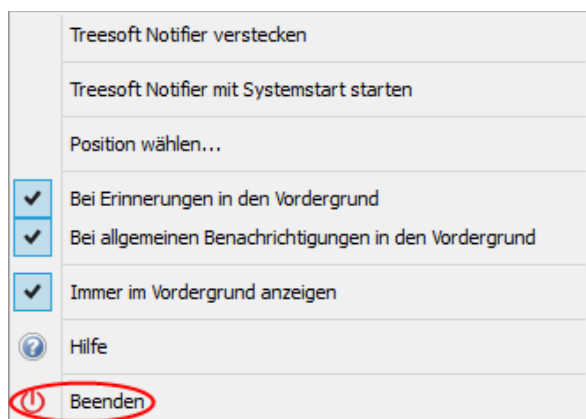 Treesoft Notifier verstecken
Treesoft Notifier mit Systemstart starten
Position wählen...
Bei Erinnerungen in den Vordergrund
Bei allgemeinen Benachrichtigungen in den Vordergrund
Immer im Vordergrund anzeigen
Hilfe
Beenden